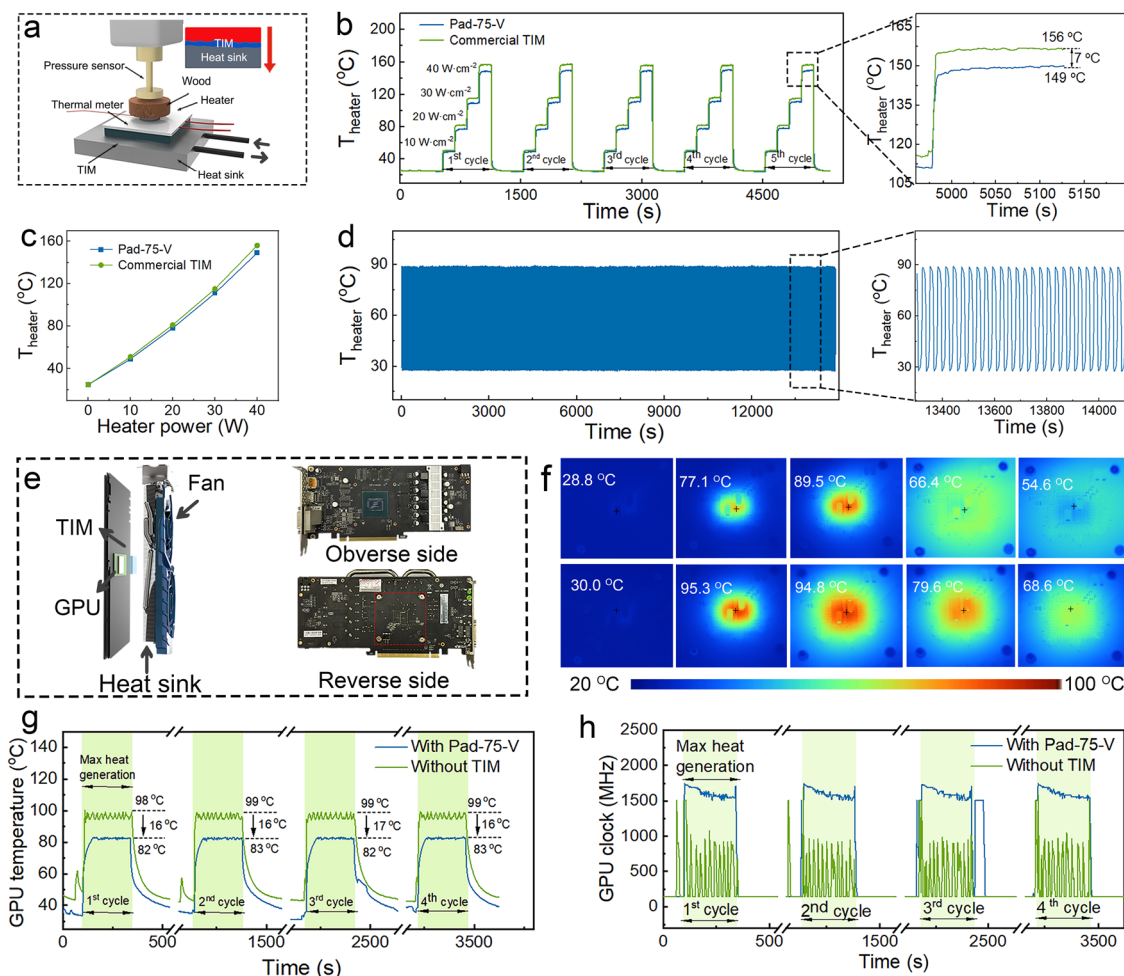 a
TIM
Heat sink
Pressure sensor
Wood
Thermal meter
Heater
TIM
Heat sink
b
Pad-75-V
Commercial TIM
T heater (°C)
200
160
120
80
40
40 W·cm⁻²
30 W·cm⁻²
20 W·cm⁻²
10 W·cm⁻²
1st cycle
2nd cycle
3rd cycle
4th cycle
5th cycle
0 1500 3000 4500
Time (s)
T heater (°C)
165
150
135
120
105
156 °C
7 °C
149 °C
5000 5050 5100 5150
Time (s)
c
Pad-75-V
Commercial TIM
T heater (°C)
160
120
80
40
0 10 20 30 40
Heater power (W)
d
T heater (°C)
90
60
30
0 3000 6000 9000 12000
Time (s)
T heater (°C)
90
60
30
13400 13600 13800 14000
Time (s)
e
Fan
TIM
GPU
Heat sink
Obverse side
Reverse side
f
28.8 °C
77.1 °C
89.5 °C
66.4 °C
54.6 °C
30.0 °C
95.3 °C
94.8 °C
79.6 °C
68.6 °C
20 °C
100 °C
g
With Pad-75-V
Without TIM
GPU temperature (°C)
140
120
100
80
60
40
Max heat
generation
98 °C
16 °C
82 °C
99 °C
16 °C
83 °C
99 °C
17 °C
82 °C
99 °C
16 °C
83 °C
1st cycle
2nd cycle
3rd cycle
4th cycle
0 500 1500 2500 3500
Time (s)
h
With Pad-75-V
Without TIM
GPU clock (MHz)
2500
2000
1500
1000
500
0
Max heat
generation
1st cycle
2nd cycle
3rd cycle
4th cycle
0 500 1500 2500 3500
Time (s)